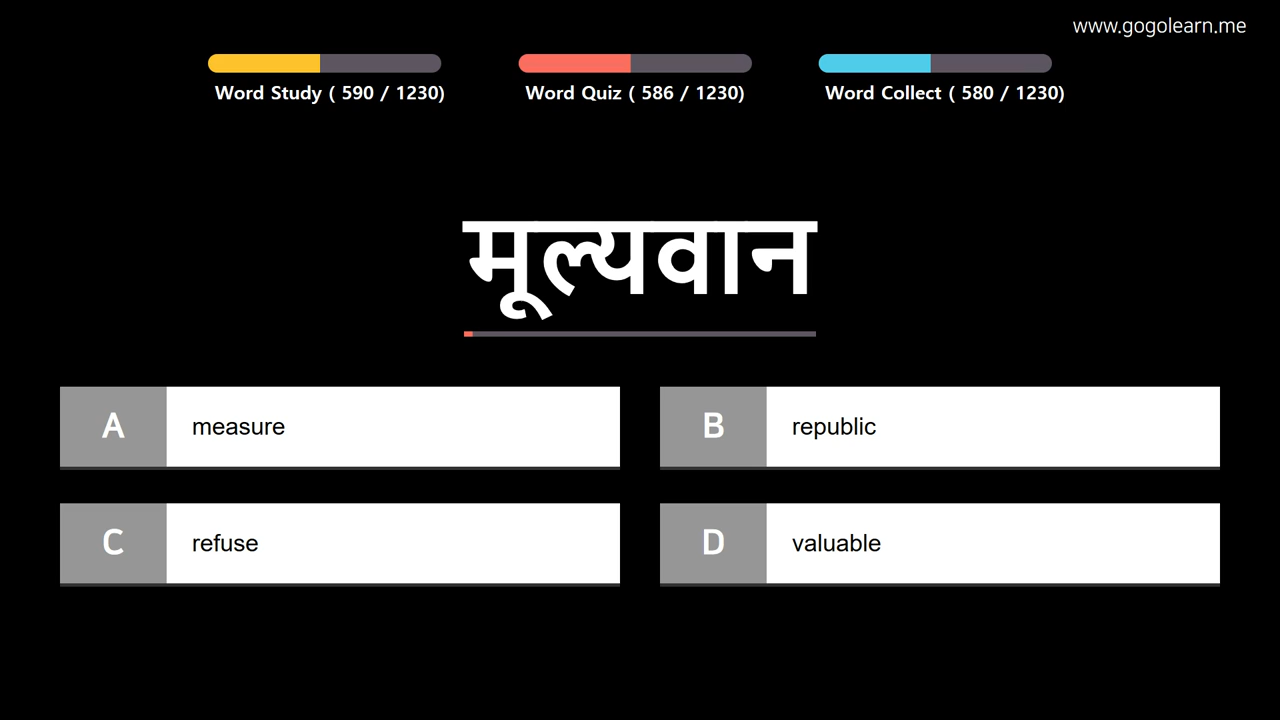 www.gogolearn.me
Word Study ( 590 / 1230) Word Quiz ( 586 / 1230) Word Collect ( 580 / 1230)
मूल्यवान
A measure
B republic
C refuse
D valuable